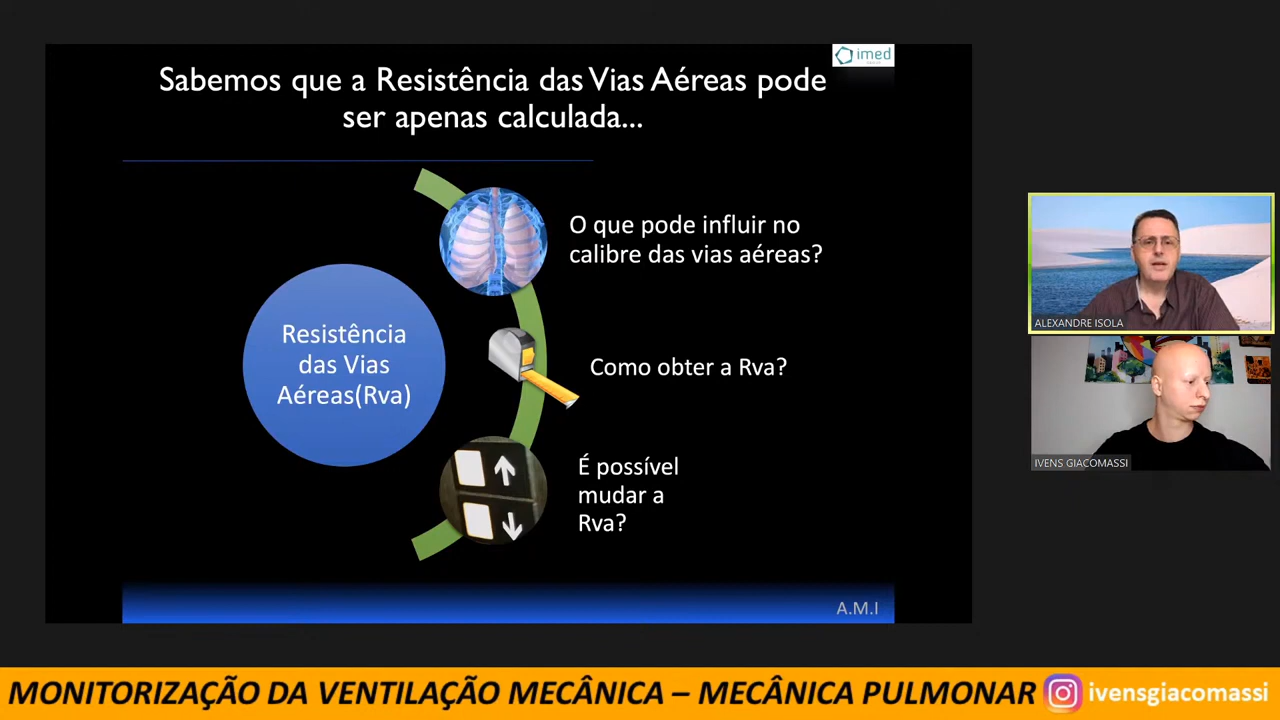 imed
Sabemos que a Resistência das Vias Aéreas pode
ser apenas calculada...
O que pode influir no
calibre das vias aéreas?
Resistência
das Vias
Aéreas(Rva)
Como obter a Rva?
É possível
mudar a
Rva?
A.M.I
ALEXANDRE ISOLA
IVENS GIACOMASSI
MONITORIZAÇÃO DA VENTILAÇÃO MECÂNICA – MECÂNICA PULMONAR ivensgiacomassi